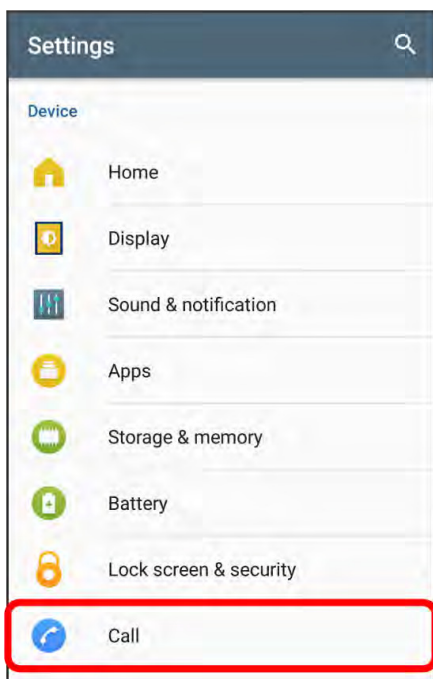 Settings
Device
Home
Display
Sound & notification
Apps
Storage & memory
Battery
Lock screen & security
Call